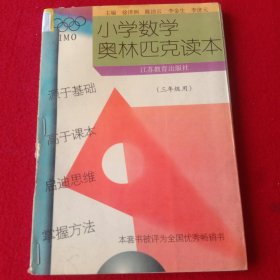 IMO
小学数学
奥林匹克读本
江苏教育出版社
(三年级用)
源于基础
高于课本
启迪思维
掌握方法
本套书被评为全国优秀畅销书